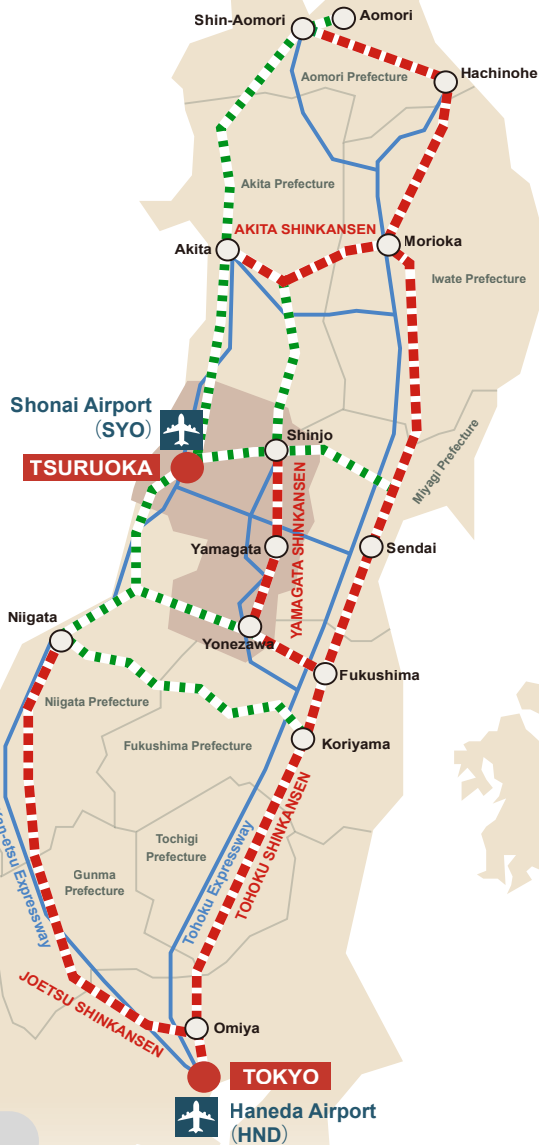 Shin-Aomori
Aomori
Aomori Prefecture
Hachinohe
Akita Prefecture
AKITA SHINKANSEN
Akita
Morioka
Iwate Prefecture
Shonai Airport
(SYO)
Shinjo
TSURUOKA
Miyagi Prefecture
YAMAGATA SHINKANSEN
Yamagata
Sendai
Niigata
Yonezawa
Fukushima
Niigata Prefecture
Fukushima Prefecture
Koriyama
Tochigi
Prefecture
Gunma
Prefecture
Tohoku Expressway
TOHOKU SHINKANSEN
Expressway
JOETSU SHINKANSEN
Omiya
TOKYO
Haneda Airport
(HND)